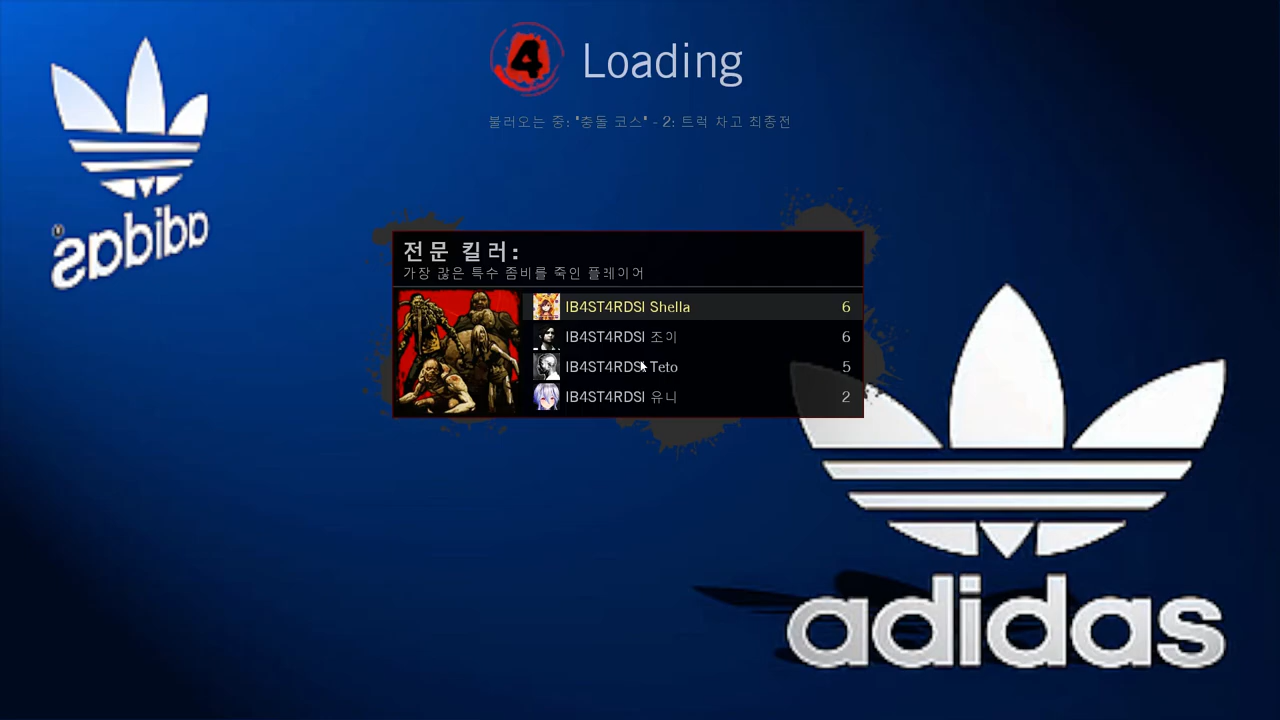 4 Loading
불러오는 중: "충돌 코스" - 2: 트럭 차고 최종전
adidas
전문 킬러:
가장 많은 특수 좀비를 죽인 플레이어
IB4ST4RDSI Shella 6
IB4ST4RDSI 조이 6
IB4ST4RDSI Teto 5
IB4ST4RDSI 유니 2
adidas